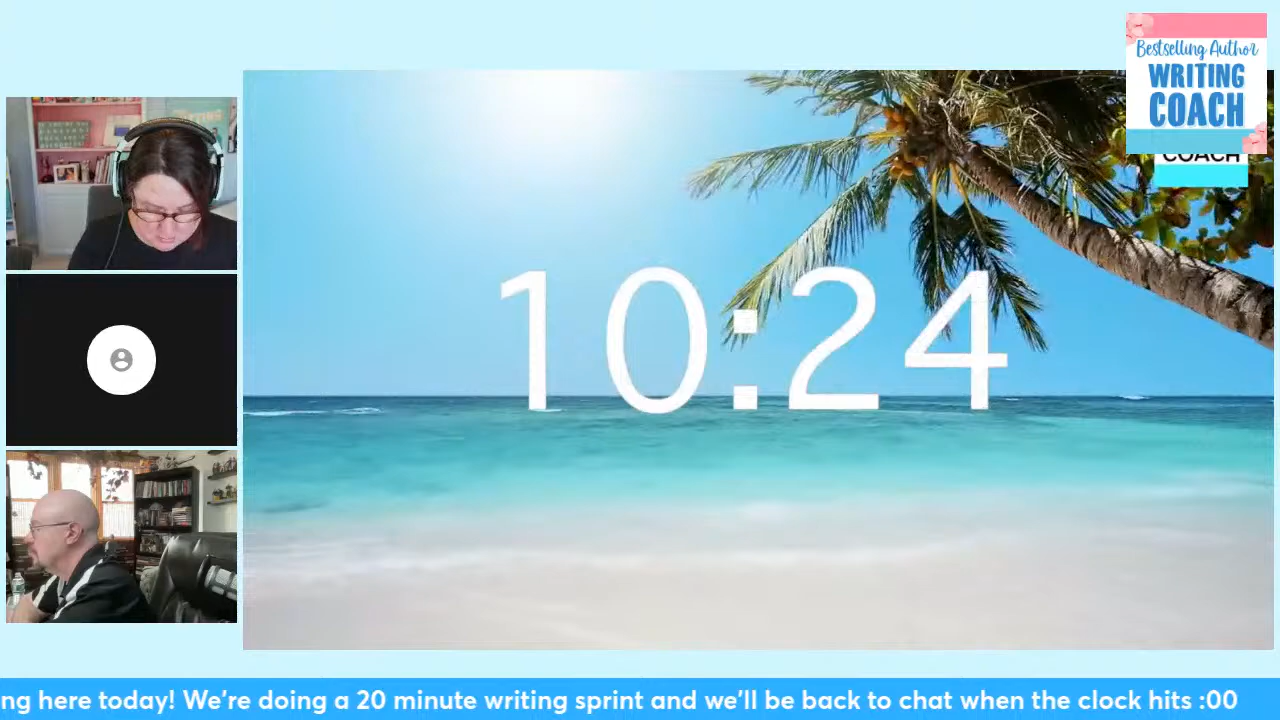 Bestselling Author
WRITING
COACH
COACH
10:24
ng here today! We're doing a 20 minute writing sprint and we'll be back to chat when the clock hits :00